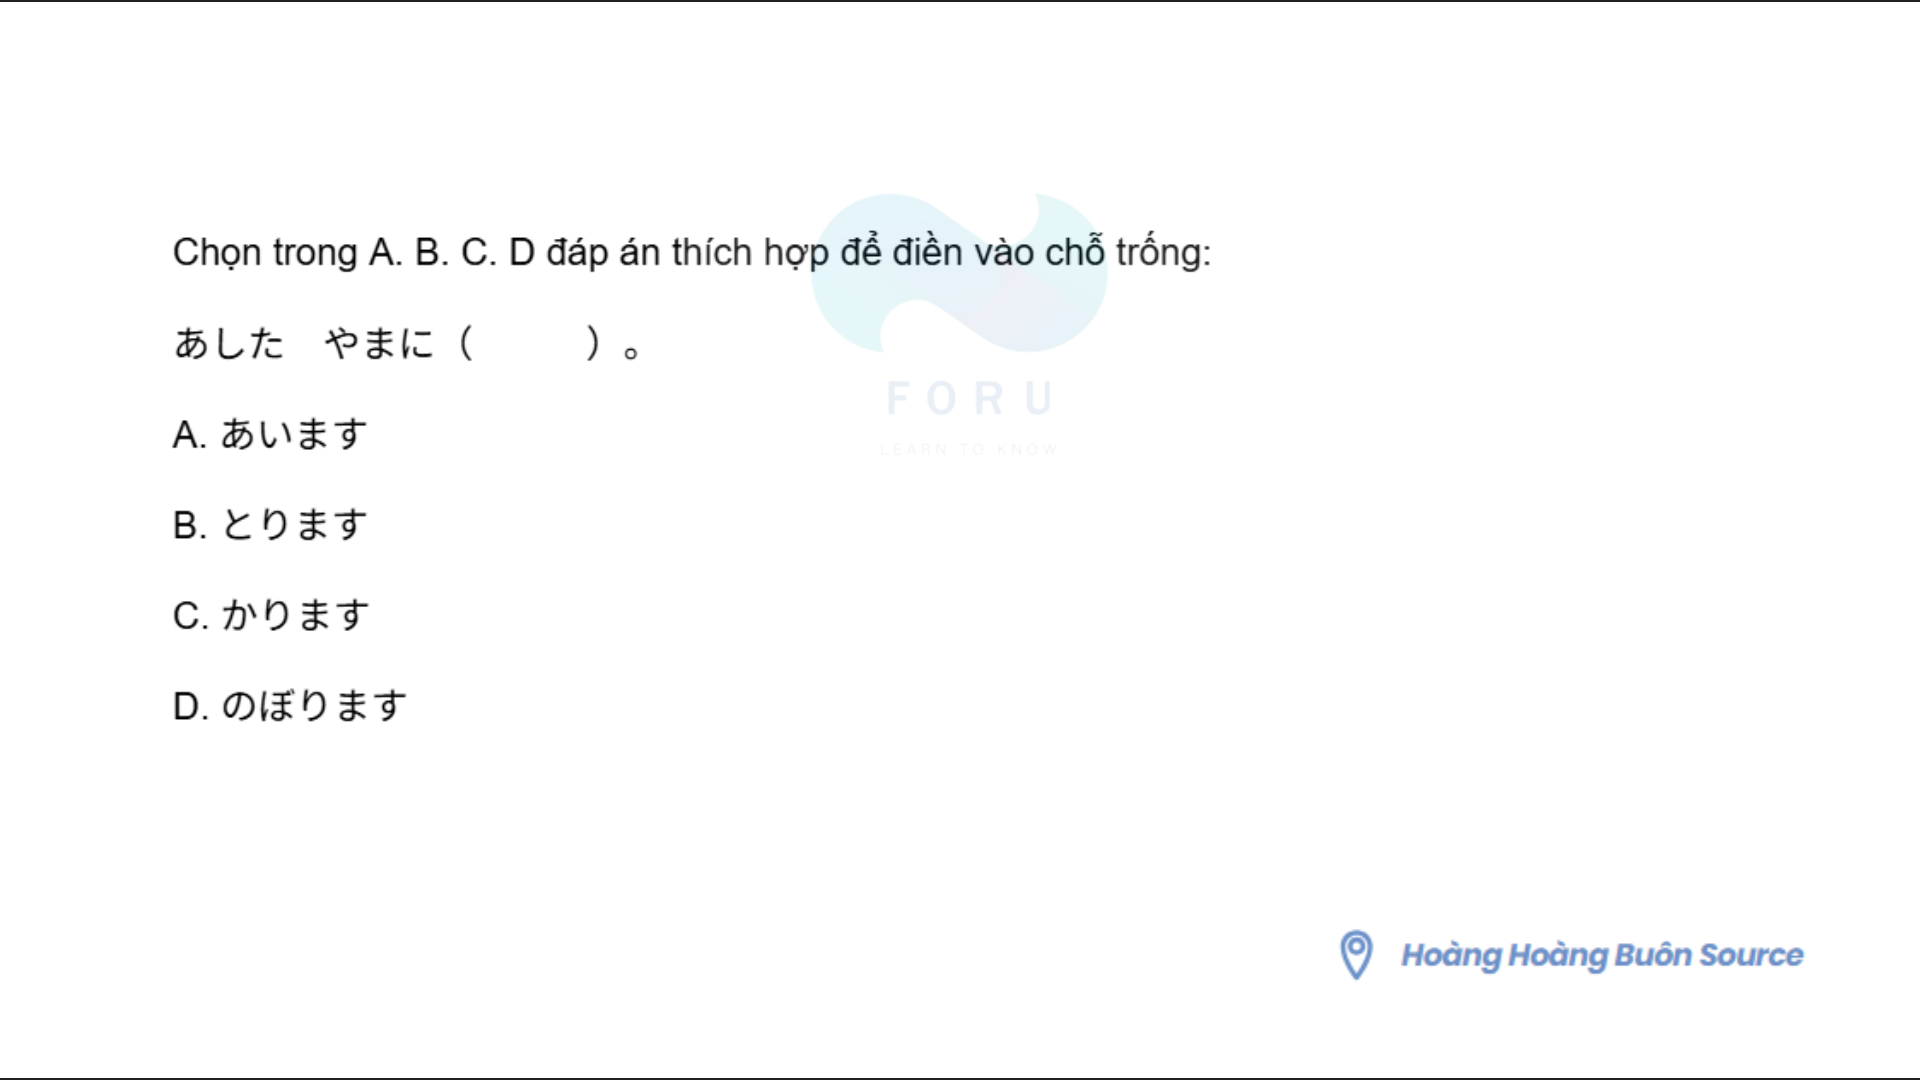 Chọn trong A. B. C. D đáp án thích hợp để điền vào chỗ trống:
あした　やまに（　　　）。
A. あいます
B. とります
C. かります
D. のぼります
FORU
LEARN TO KNOW
Hoàng Hoàng Buôn Source